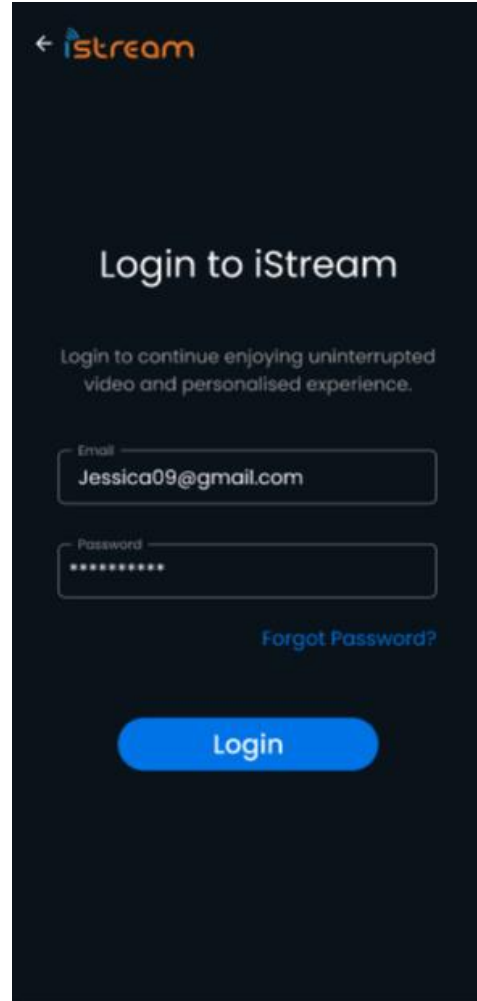 ← istream
Login to iStream
Login to continue enjoying uninterrupted
video and personalised experience.
Email
Jessica09@gmail.com
Password
**********
Forgot Password?
Login